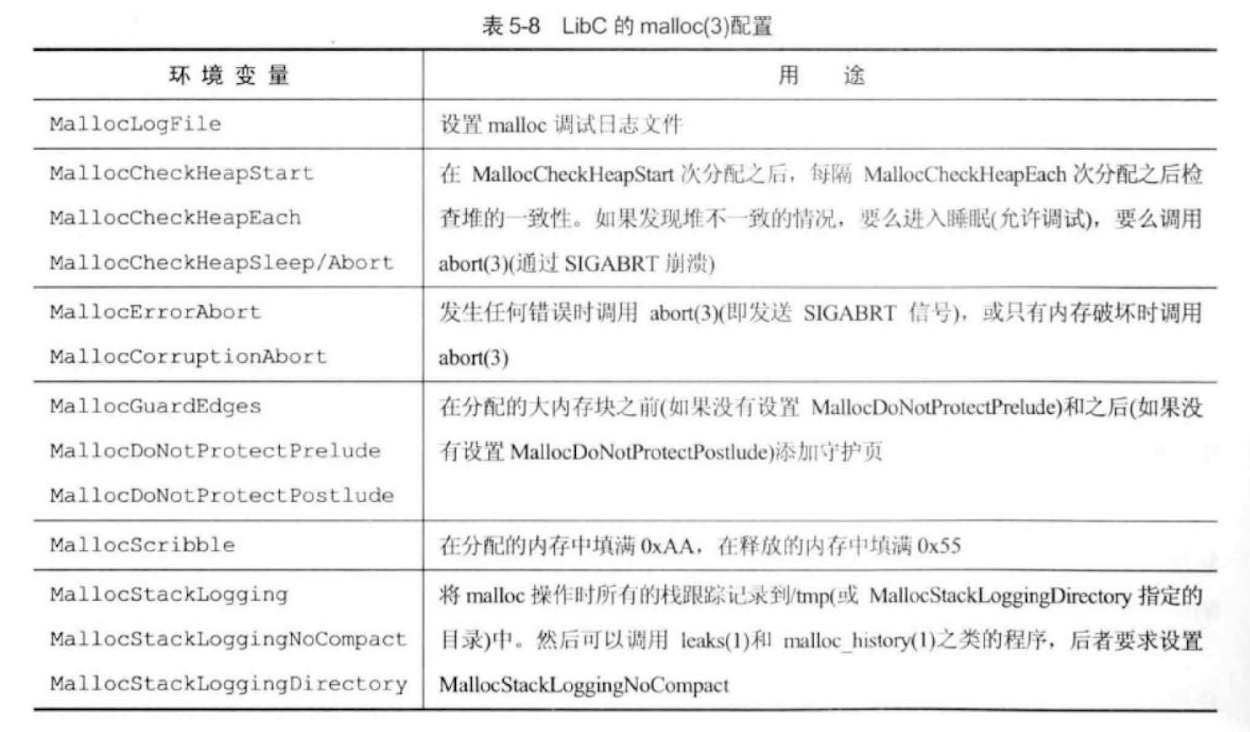 表 5-8 LibC 的 malloc(3)配置
环 境 变 量 用 途
MallocLogFile 设置 malloc 调试日志文件
MallocCheckHeapStart 在 MallocCheckHeapStart 次分配之后，每隔 MallocCheckHeapEach 次分配之后检
MallocCheckHeapEach 查堆的一致性。如果发现堆不一致的情况，要么进入睡眠(允许调试)，要么调用
MallocCheckHeapSleep/Abort abort(3)(通过 SIGABRT 崩溃)
MallocErrorAbort 发生任何错误时调用 abort(3)(即发送 SIGABRT 信号)，或只有内存破坏时调用
MallocCorruptionAbort abort(3)
MallocGuardEdges 在分配的大内存块之前(如果没有设置 MallocDoNotProtectPrelude)和之后(如果没
MallocDoNotProtectPrelude 有设置 MallocDoNotProtectPostlude)添加守护页
MallocDoNotProtectPostlude
MallocScribble 在分配的内存中填满 0xAA，在释放的内存中填满 0x55
MallocStackLogging 将 malloc 操作时所有的栈跟踪记录到/tmp(或 MallocStackLoggingDirectory 指定的
MallocStackLoggingNoCompact 目录)中。然后可以调用 leaks(1)和 malloc_history(1)之类的程序，后者要求设置
MallocStackLoggingDirectory MallocStackLoggingNoCompact